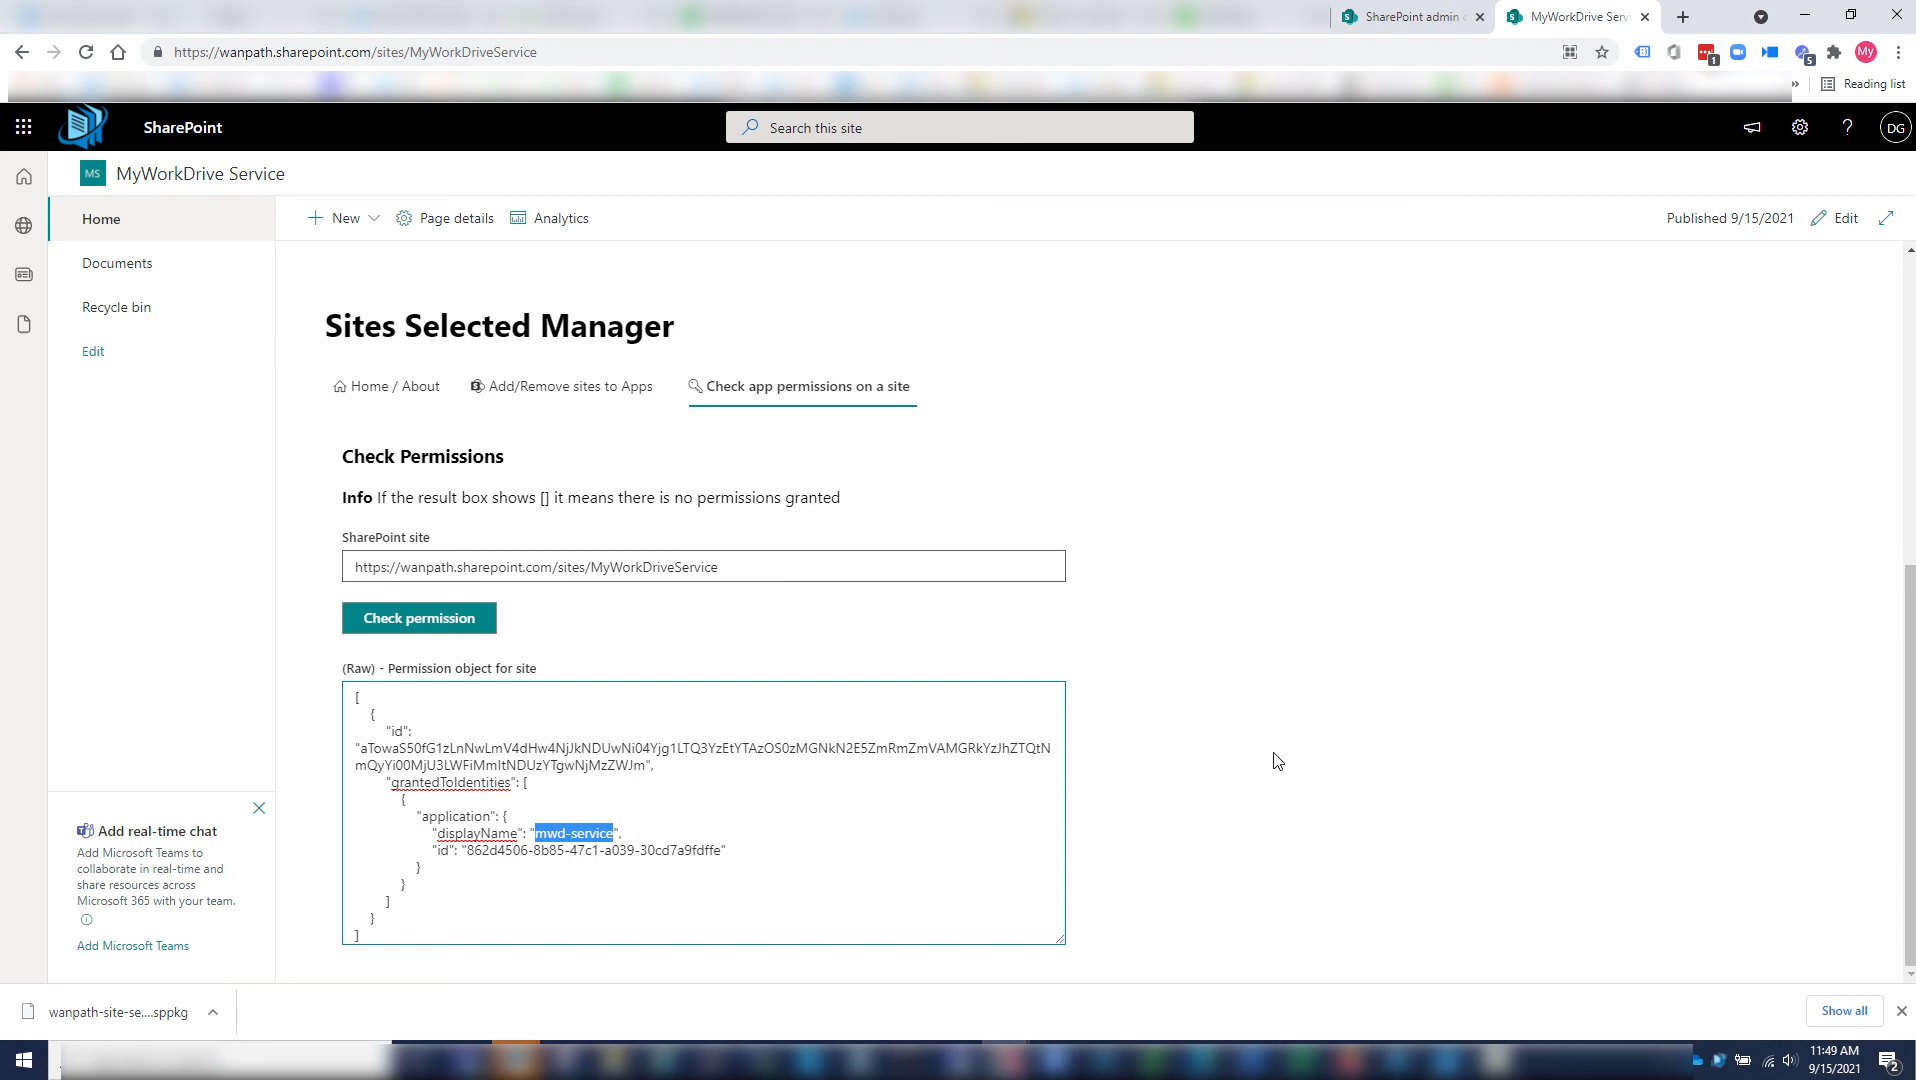 SharePoint admin c
MyWorkDrive Servi
https://wanpath.sharepoint.com/sites/MyWorkDriveService
1
5
My
»
Reading list
SharePoint
Search this site
?
DG
MS
MyWorkDrive Service
Home
Documents
Recycle bin
Edit
New
Page details
Analytics
Published 9/15/2021
Edit
Sites Selected Manager
Home / About
Add/Remove sites to Apps
Check app permissions on a site
Check Permissions
Info If the result box shows [] it means there is no permissions granted
SharePoint site
https://wanpath.sharepoint.com/sites/MyWorkDriveService
Check permission
(Raw) - Permission object for site
[
{
"id":
"aTowaS50fG1zLnNwLmV4dHw4NjJkNDUwNi04Yjg1LTQ3YzEtYTAzOS0zMGNkN2E5ZmRmZmVAMGRkYzJhZTQtN
mQyYi00MjU3LWFiMmItNDUzYTgwNjMzZWJm",
"grantedToIdentities": [
{
"application": {
"displayName": "mwd-service",
"id": "862d4506-8b85-47c1-a039-30cd7a9fdffe"
}
}
]
}
]
Add real-time chat
Add Microsoft Teams to
collaborate in real-time and
share resources across
Microsoft 365 with your team.
Add Microsoft Teams
wanpath-site-se....sppkg
Show all
11:49 AM
9/15/2021
2